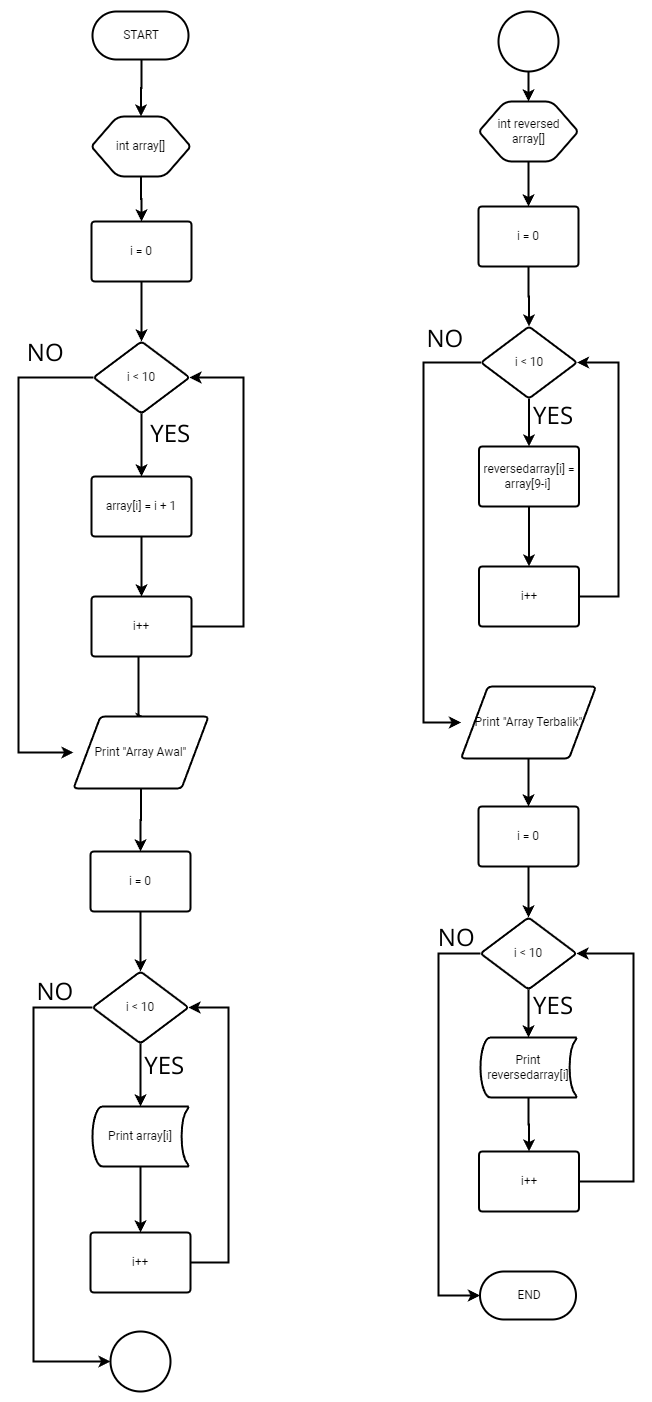 START
int array[]
i = 0
NO
i < 10
YES
array[i] = i + 1
i++
Print "Array Awal"
i = 0
NO
i < 10
YES
Print array[i]
i++
int reversed
array[]
i = 0
NO
i < 10
YES
reversedarray[i] =
array[9-i]
i++
Print "Array Terbalik"
i = 0
NO
i < 10
YES
Print
reversedarray[i]
i++
END